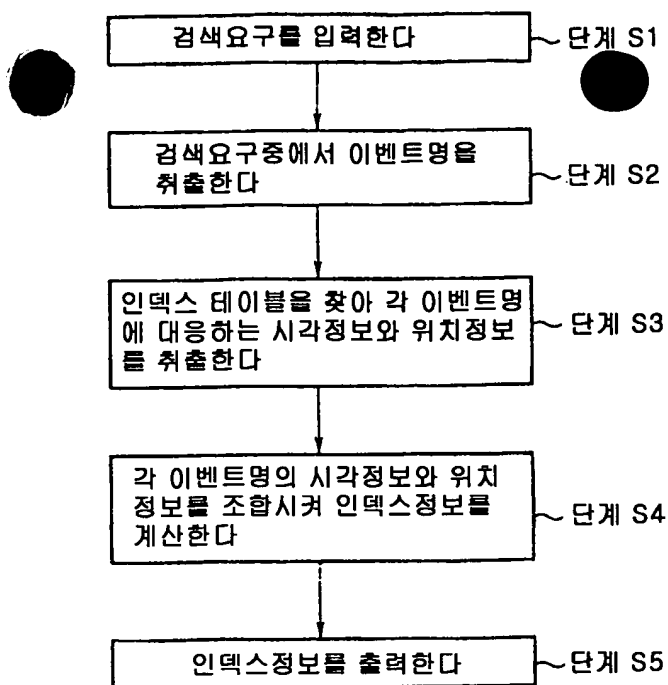 검색요구를 입력한다
단계 S1
검색요구중에서 이벤트명을
취출한다
단계 S2
인덱스 테이블을 찾아 각 이벤트명
에 대응하는 시각정보와 위치정보
를 취출한다
단계 S3
각 이벤트명의 시각정보와 위치
정보를 조합시켜 인덱스정보를
계산한다
단계 S4
인덱스정보를 출력한다
단계 S5